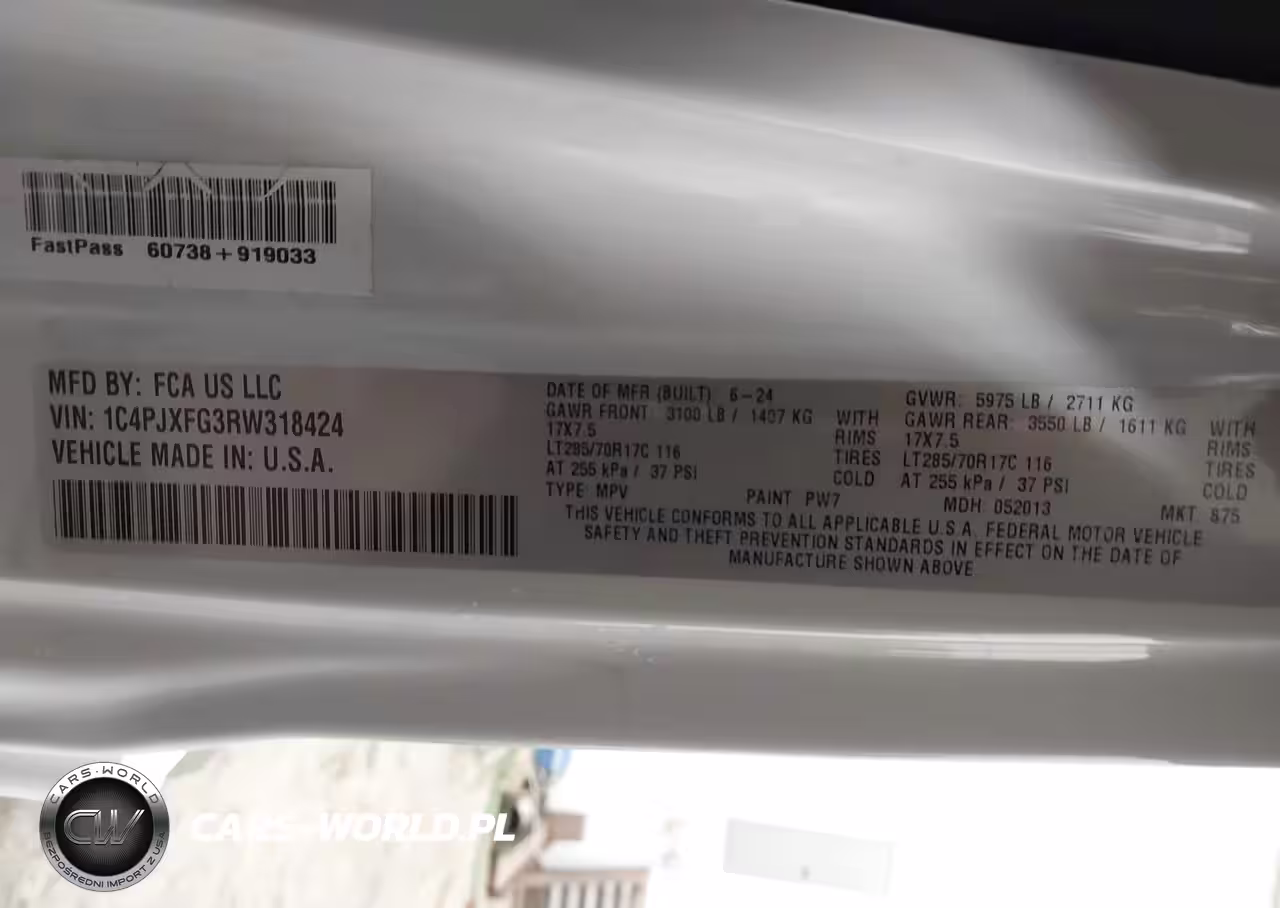 FastPass 60738+919033
MFD BY: FCA US LLC
VIN: 1C4PJXFG3RW318424
VEHICLE MADE IN: U.S.A.
DATE OF MFR (BUILT) 6-24
GAWR FRONT: 3100 LB / 1407 KG WITH
17X7.5 RIMS
LT285/70R17C 116 TIRES
AT 255 kPa / 37 PSI COLD
GVWR: 5975 LB / 2711 KG
GAWR REAR: 3550 LB / 1611 KG WITH
17X7.5 RIMS
LT285/70R17C 116 TIRES
AT 255 kPa / 37 PSI COLD
TYPE: MPV PAINT PW7 MDH: 052013 MKT 875
THIS VEHICLE CONFORMS TO ALL APPLICABLE U.S.A. FEDERAL MOTOR VEHICLE
SAFETY AND THEFT PREVENTION STANDARDS IN EFFECT ON THE DATE OF
MANUFACTURE SHOWN ABOVE
CARS-WORLD
CW
BEZPOŚREDNI IMPORT Z USA
CARS-WORLD.PL